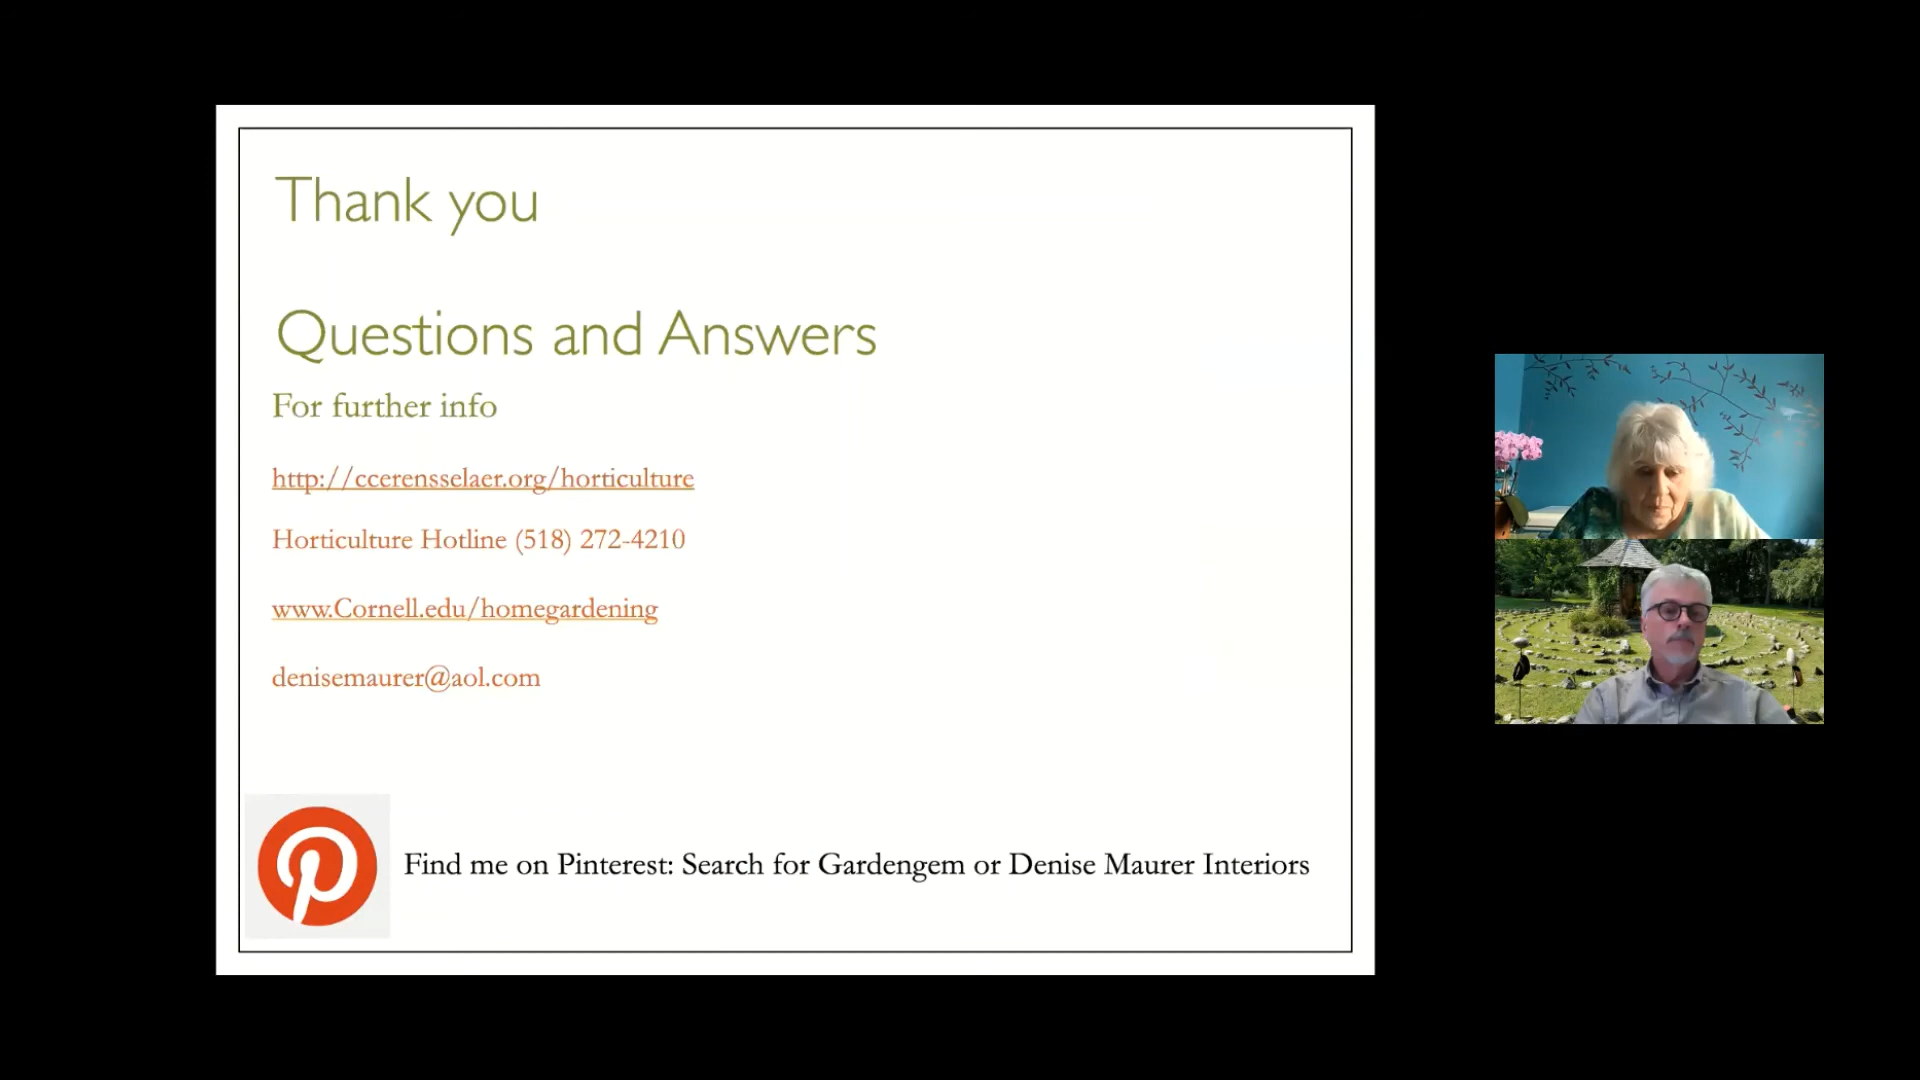 Thank you
Questions and Answers
For further info
http://ccerensselaer.org/horticulture
Horticulture Hotline (518) 272-4210
www.Cornell.edu/homegardening
denisemaurer@aol.com
Find me on Pinterest: Search for Gardengem or Denise Maurer Interiors